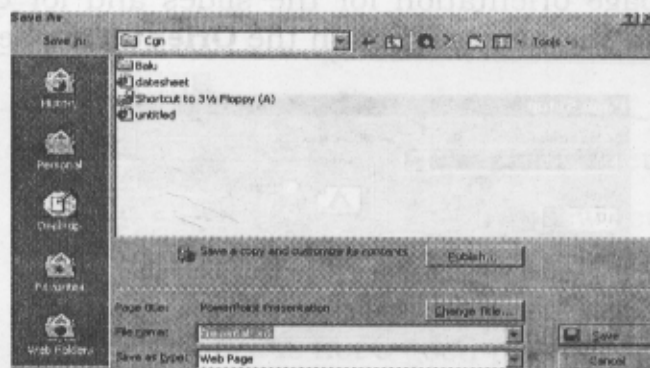 Save As
Save in:
Cgn
Tools
History
Personal
Desktop
Favorites
Web Folders
Balu
datesheet
Shortcut to 3½ Floppy (A)
untitled
Save a copy and customize its contents
Publish...
Page title:
PowerPoint Presentation
Change Title...
File name:
Save
Save as type:
Web Page
Cancel